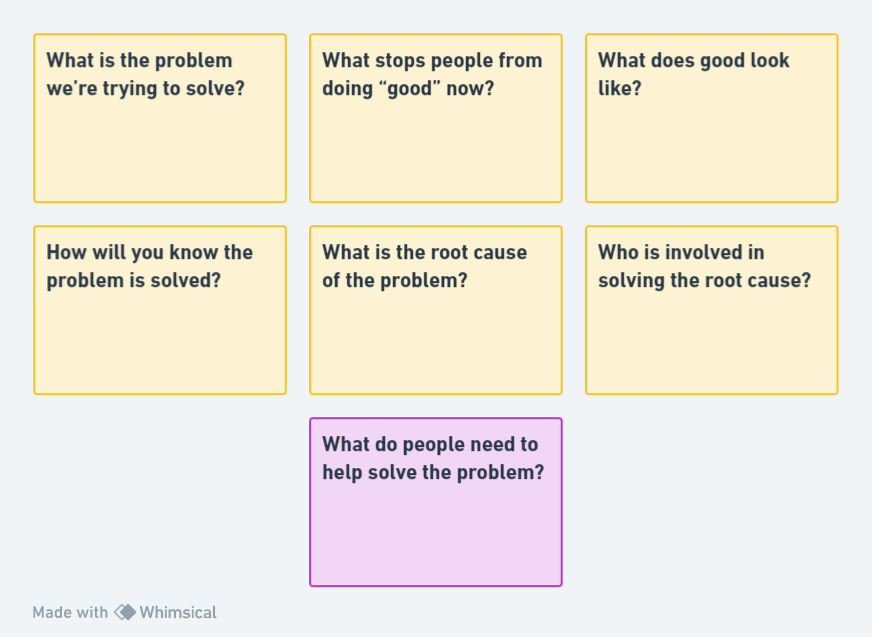 What is the problem
we’re trying to solve?
What stops people from
doing “good” now?
What does good look
like?
How will you know the
problem is solved?
What is the root cause
of the problem?
Who is involved in
solving the root cause?
What do people need to
help solve the problem?
Made with Whimsical